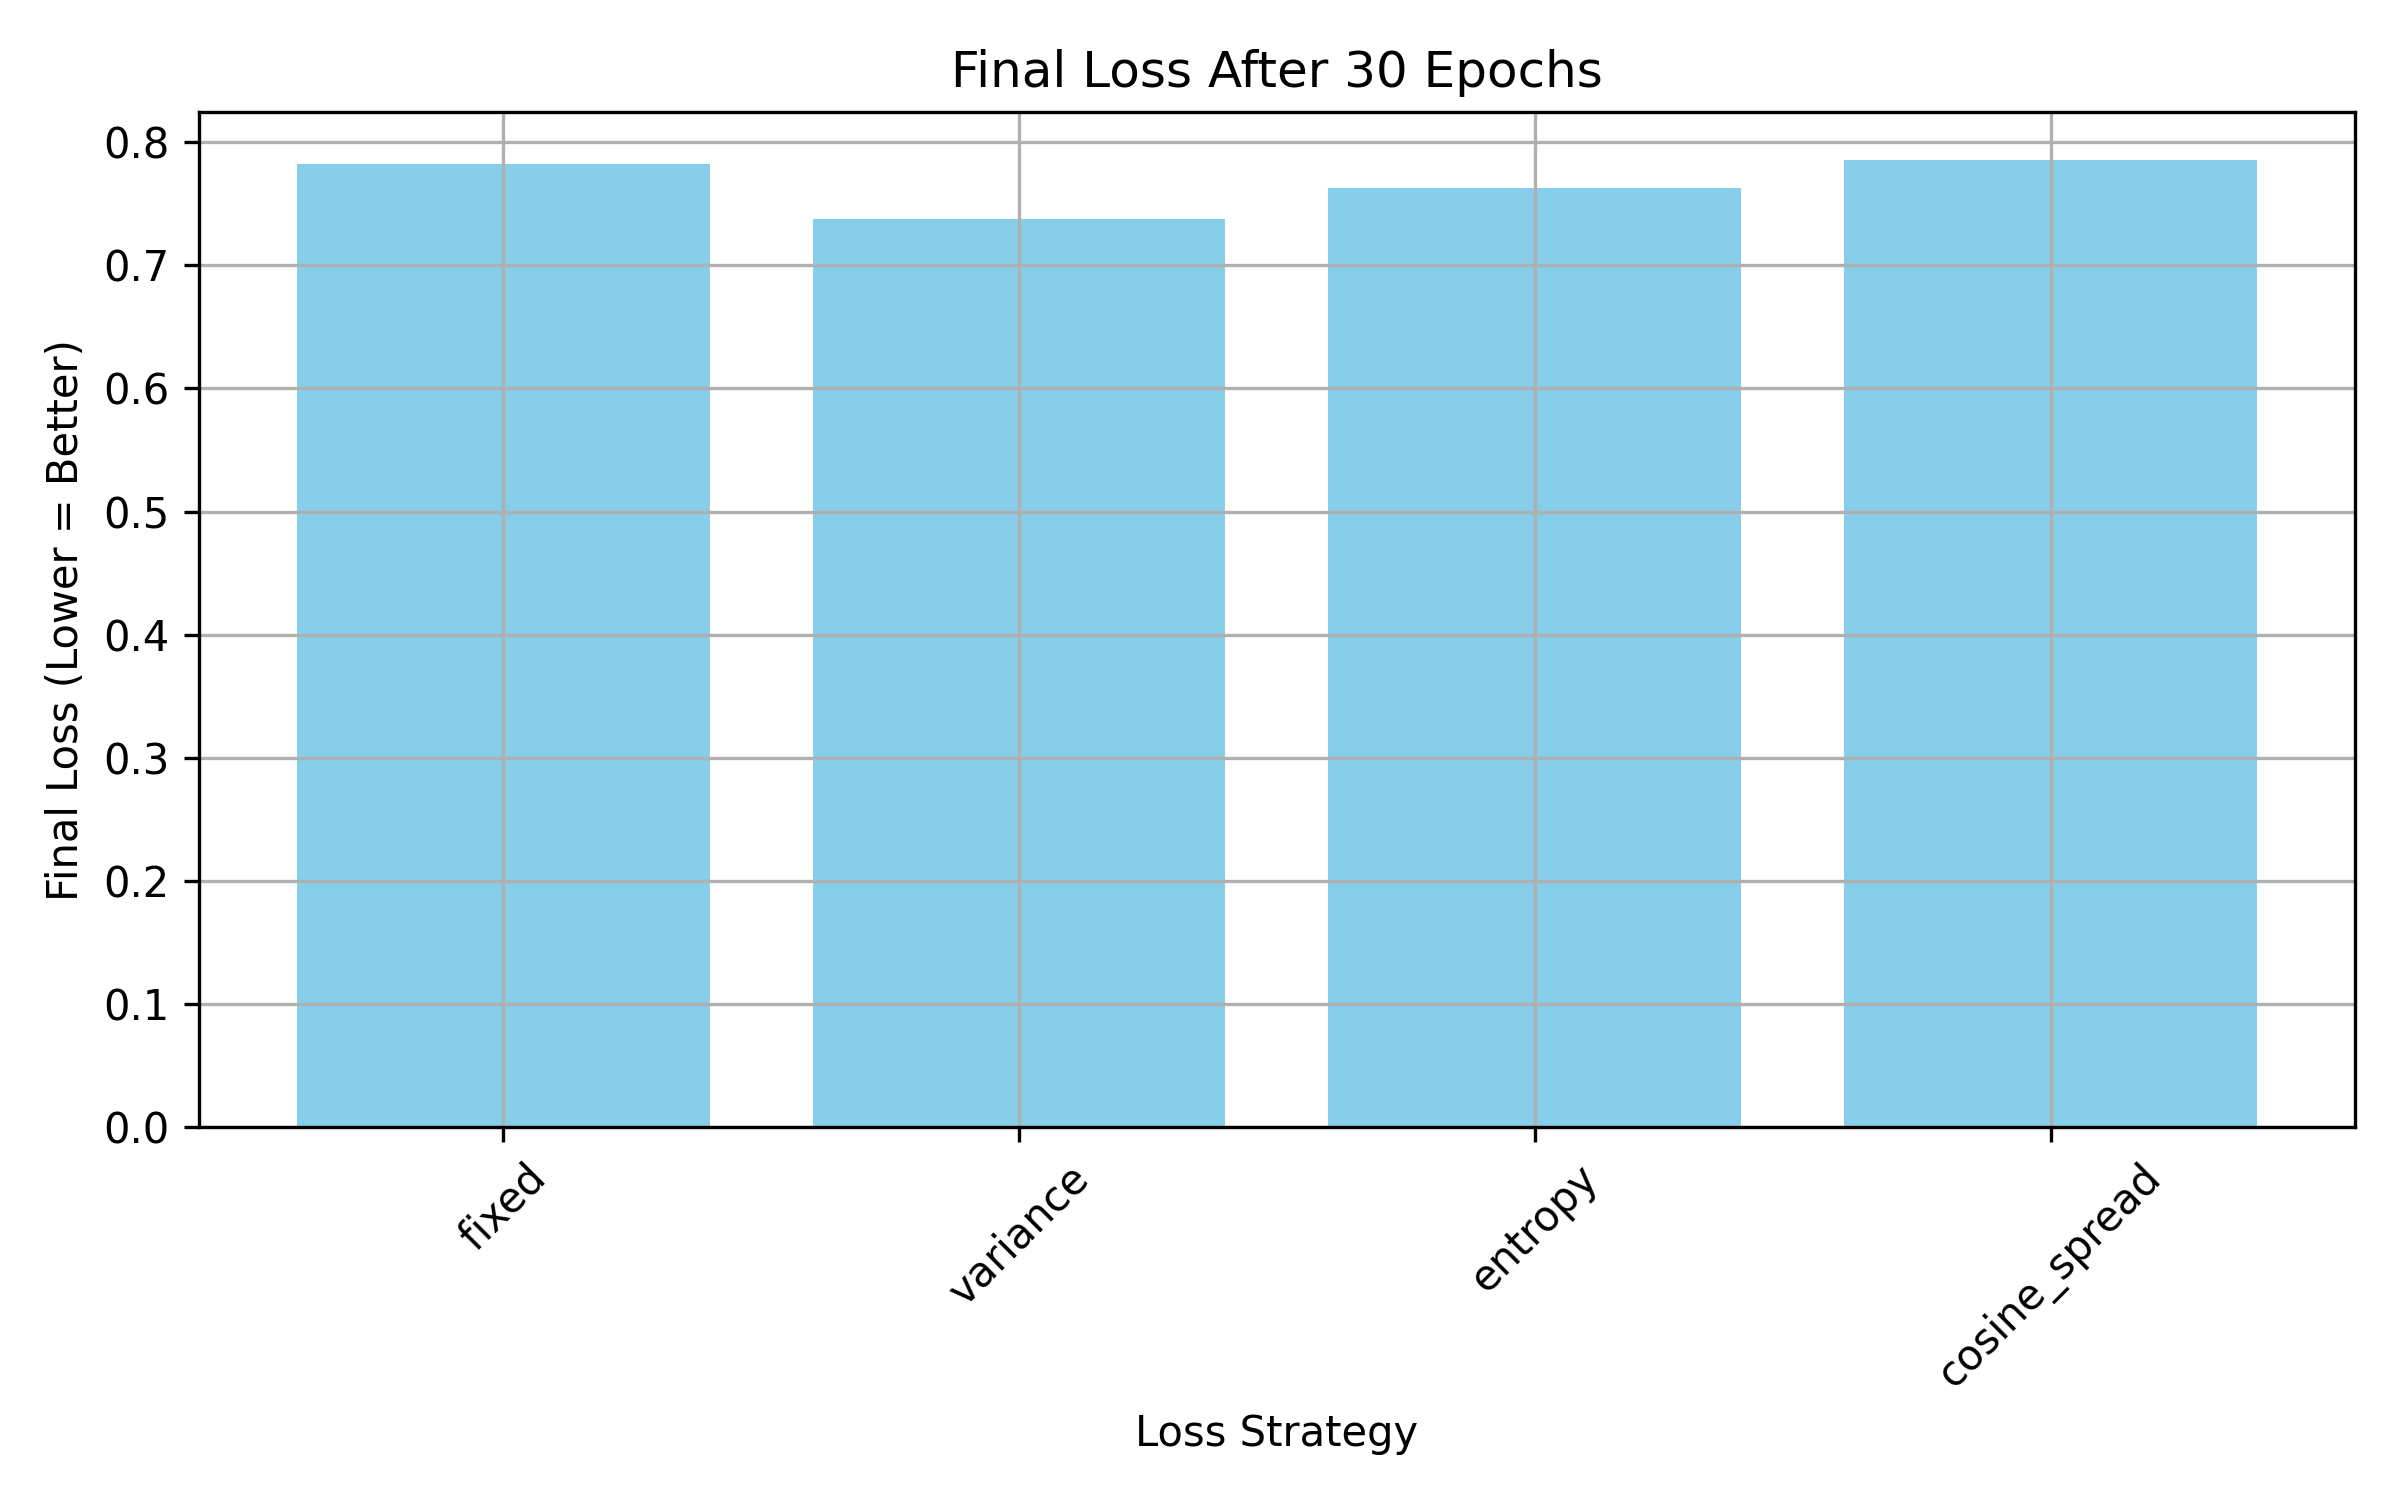 Final Loss After 30 Epochs
Final Loss (Lower = Better)
0.8
0.7
0.6
0.5
0.4
0.3
0.2
0.1
0.0
fixed
variance
entropy
cosine_spread
Loss Strategy